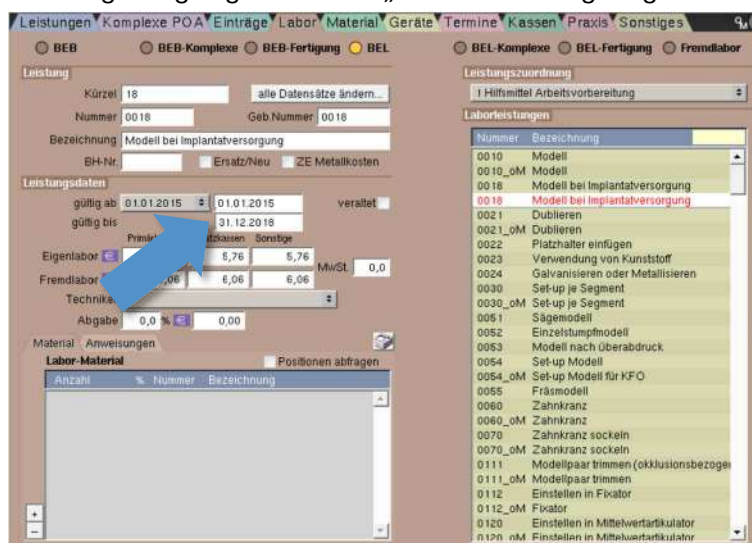 Leistungen Komplexe POA Einträge Labor Material Geräte Termine Kassen Praxis Sonstiges
BEB BEB-Komplexe BEB-Fertigung BEL BEL-Komplexe BEL-Fertigung Fremdlabor
Leistung
Kürzel 18 alle Datensätze ändern...
Nummer 0018 Geb.Nummer 0018
Bezeichnung Modell bei Implantatversorgung
BH-Nr. Ersatz/Neu ZE Metallkosten
Leistungsdaten
gültig ab 01.01.2015 01.01.2015 veraltet
gültig bis 31.12.2018
Sonstige
Eigenlabor 5,76 5,76
MwSt. 0,0
Fremdlabor 6,06 6,06
Techniker
Abgabe 0,0 % 0,00
Material Anweisungen
Labor-Material Positionen abfragen
Anzahl % Nummer Bezeichnung
+
-
Leistungszuordnung
1 Hilfsmittel Arbeitsvorbereitung
Laborleistungen
Nummer Bezeichnung
0010 Modell
0010_oM Modell
0018 Modell bei Implantatversorgung
0018 Modell bei Implantatversorgung
0021 Dublieren
0021_oM Dublieren
0022 Platzhalter einfügen
0023 Verwendung von Kunststoff
0024 Galvanisieren oder Metallisieren
0030 Set-up je Segment
0030_oM Set-up je Segment
0051 Sägemodell
0052 Einzelstumpfmodell
0053 Modell nach Überabdruck
0054 Set-up Modell
0054_oM Set-up Modell für KFO
0055 Fräsmodell
0060 Zahnkranz
0060_oM Zahnkranz
0070 Zahnkranz sockeln
0070_oM Zahnkranz sockeln
0111 Modellpaar trimmen (okklusionsbezogen
0111_oM Modellpaar trimmen
0112 Einstellen in Fixator
0112_oM Fixator
0120 Einstellen in Mittelwertartikulator
0120_oM Einstellen in Mittelwertartikulator